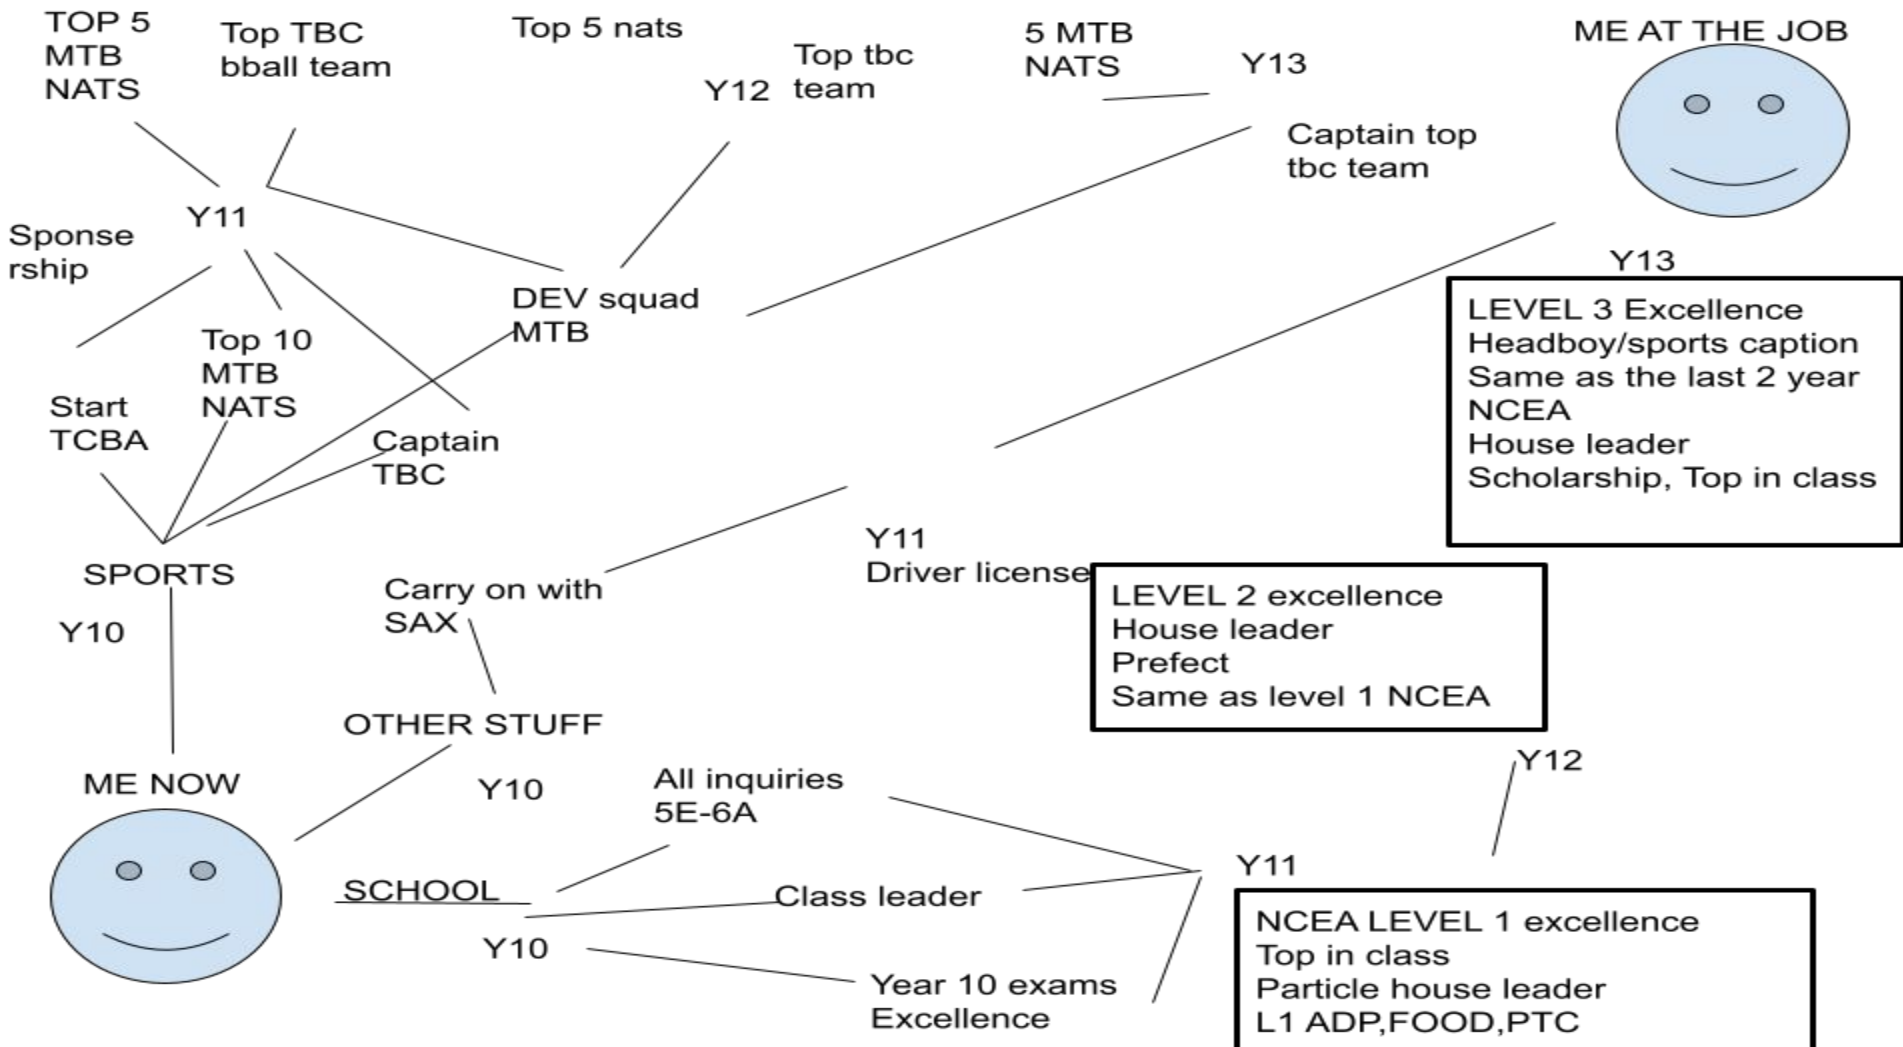 TOP 5
MTB
NATS
Top TBC
bball team
Top 5 nats
Y12
Top tbc
team
5 MTB
NATS
Y13
Captain top
tbc team
ME AT THE JOB
Y11
Sponse
rship
DEV squad
MTB
Top 10
MTB
NATS
Start
TCBA
Captain
TBC
Y13
LEVEL 3 Excellence
Headboy/sports caption
Same as the last 2 year
NCEA
House leader
Scholarship, Top in class
SPORTS
Y10
Carry on with
SAX
Y11
Driver license
LEVEL 2 excellence
House leader
Prefect
Same as level 1 NCEA
OTHER STUFF
Y10
Y12
ME NOW
All inquiries
5E-6A
SCHOOL
Y10
Class leader
Year 10 exams
Excellence
Y11
NCEA LEVEL 1 excellence
Top in class
Particle house leader
L1 ADP,FOOD,PTC